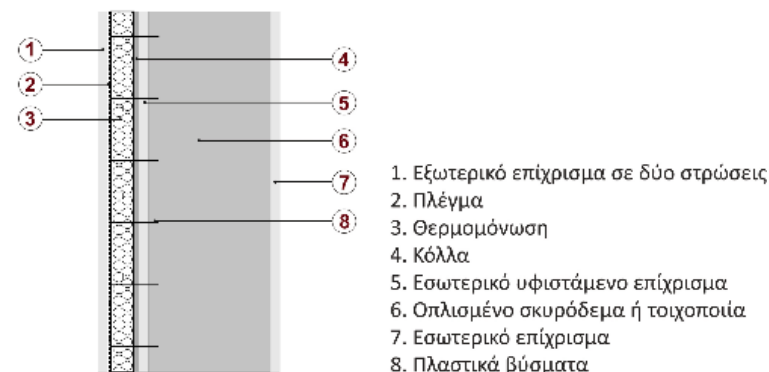 1
2
3
4
5
6
7
8
1. Εξωτερικό επίχρισμα σε δύο στρώσεις
2. Πλέγμα
3. Θερμομόνωση
4. Κόλλα
5. Εσωτερικό υφιστάμενο επίχρισμα
6. Οπλισμένο σκυρόδεμα ή τοιχοποιία
7. Εσωτερικό επίχρισμα
8. Πλαστικά βύσματα